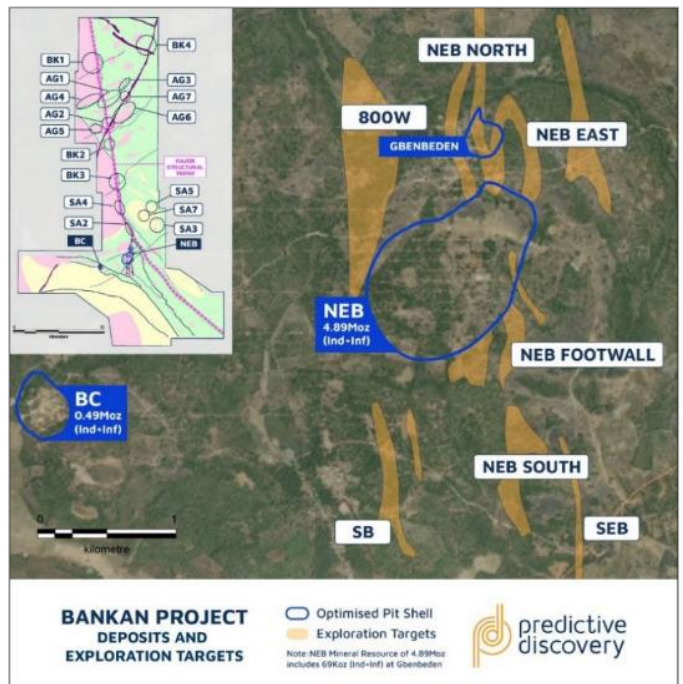 BK4
BK1
AG1
AG3
AG4
AG7
AG2
AG6
AG5
BK2
MAJOR
STRUCTURAL
TREND
BK3
SA5
SA4
SA7
SA2
SA3
BC
NEB
NEB NORTH
800W
GBENBEDEN
NEB EAST
NEB
4.89Moz
(Ind+Inf)
NEB FOOTWALL
BC
0.49Moz
(Ind+Inf)
NEB SOUTH
SB
SEB
0 1
kilometre
BANKAN PROJECT
DEPOSITS AND
EXPLORATION TARGETS
Optimised Pit Shell
Exploration Targets
Note:NEB Mineral Resource of 4.89Moz
includes 69Koz (Ind+Inf) at Gbenbeden
predictive
discovery